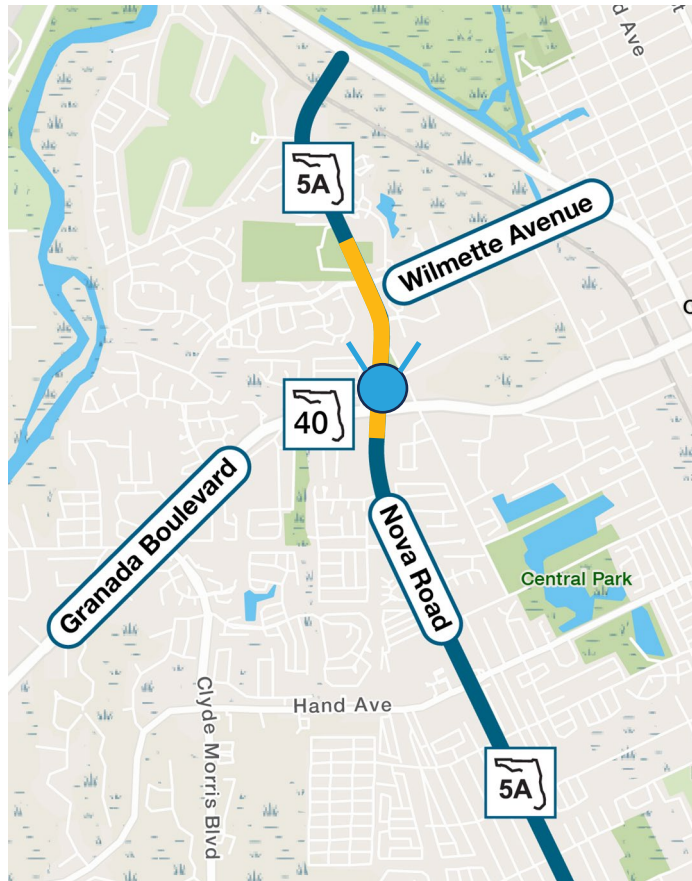 d Ave
5A
Wilmette Avenue
40
Granada Boulevard
Nova Road
Central Park
Hand Ave
Clyde Morris Blvd
5A